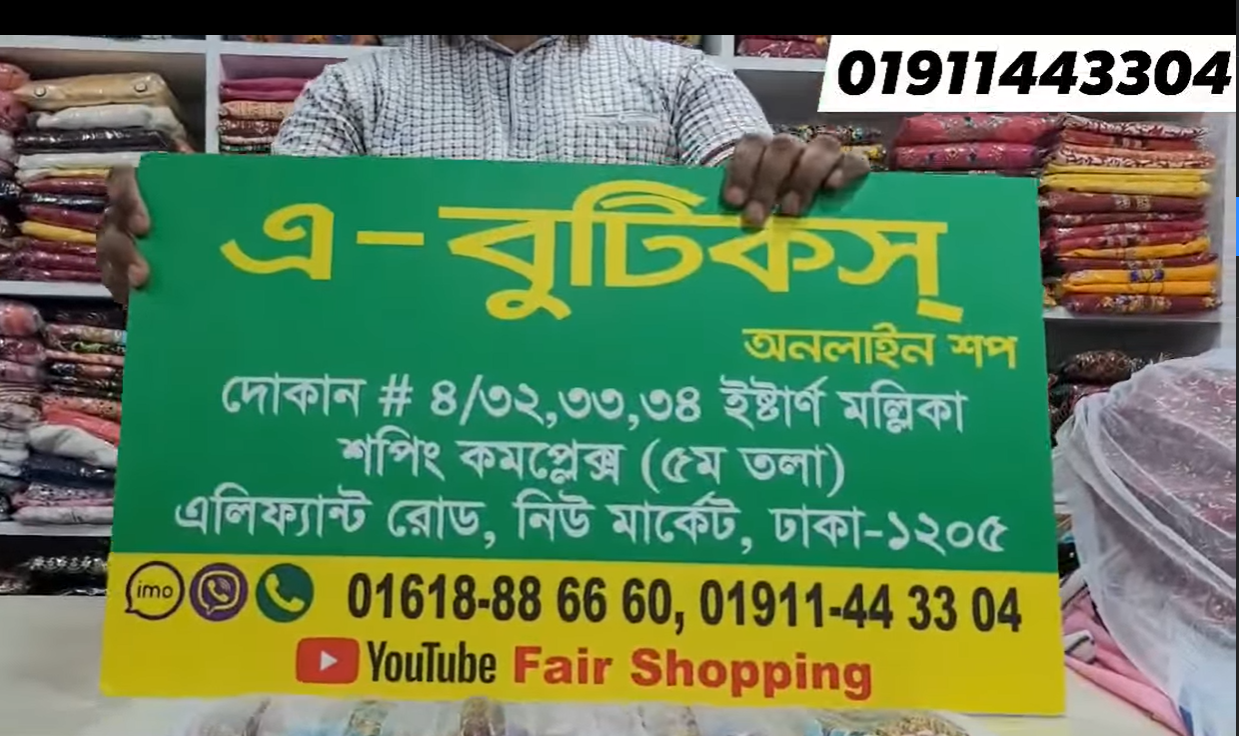 01911443304
এ-বুটিকস্
অনলাইন শপ
দোকান # ৪/৩২,৩৩,৩৪ ইষ্টার্ণ মল্লিকা
শপিং কমপ্লেক্স (৫ম তলা)
এলিফ্যান্ট রোড, নিউ মার্কেট, ঢাকা-১২০৫
imo 01618-88 66 60, 01911-44 33 04
YouTube Fair Shopping